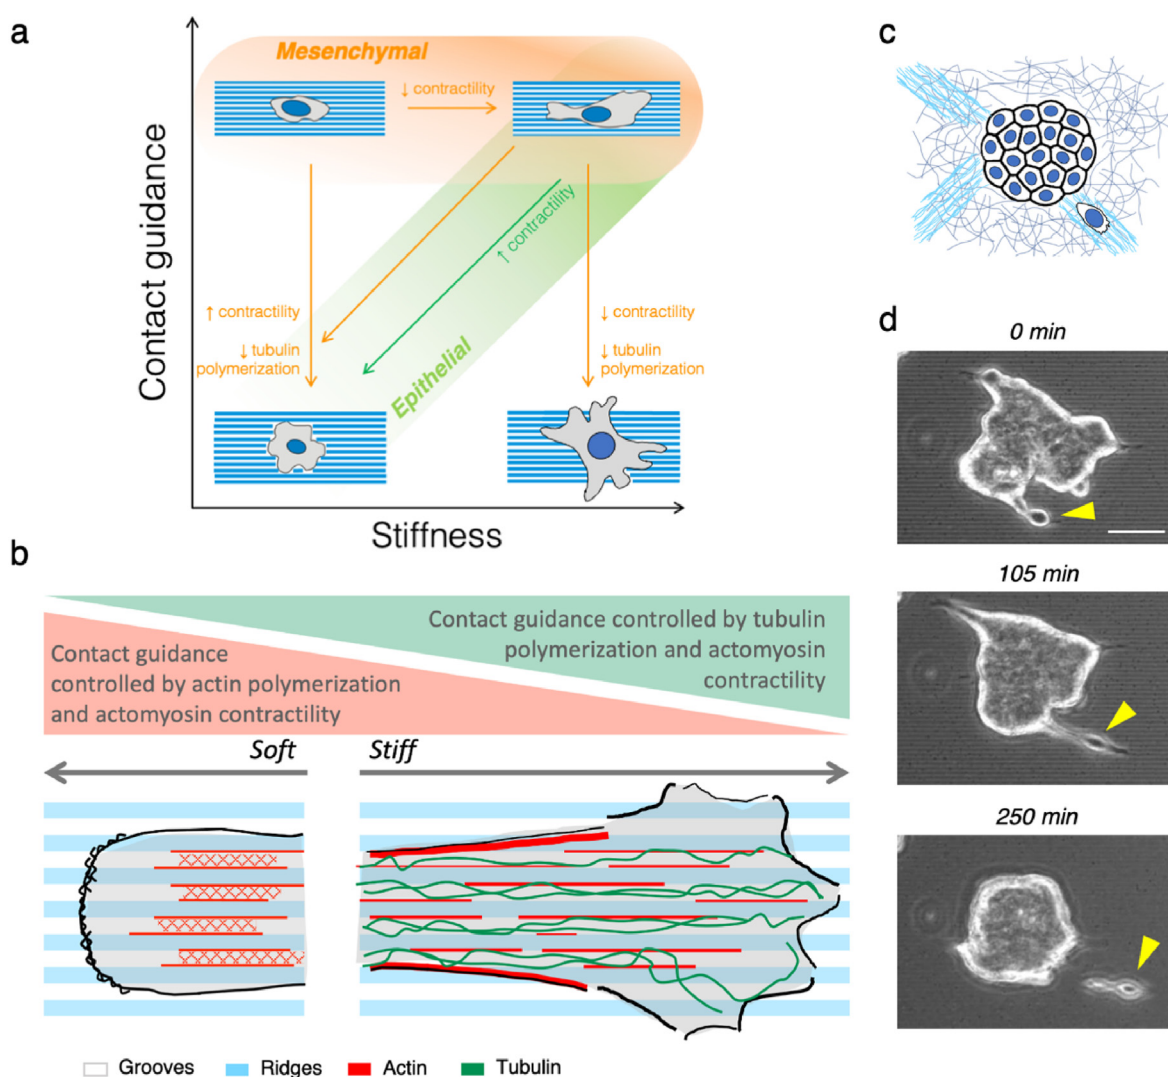 a
Mesenchymal
↓ contractility
Contact guidance
↑ contractility
↑ contractility
↓ tubulin
polymerization
↓ contractility
↓ tubulin
polymerization
Epithelial
Stiffness
b
Contact guidance controlled by tubulin
polymerization and actomyosin
contractility
Contact guidance
controlled by actin polymerization
and actomyosin contractility
Soft
Stiff
Grooves
Ridges
Actin
Tubulin
c
d
0 min
105 min
250 min